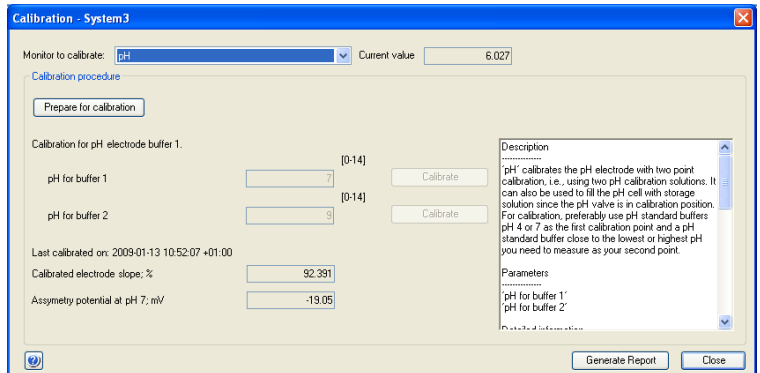 Calibration - System3
Monitor to calibrate: pH Current value 6.027
Calibration procedure
Prepare for calibration
Calibration for pH electrode buffer 1.
[0-14]
pH for buffer 1 7 Calibrate
[0-14]
pH for buffer 2 9 Calibrate
Last calibrated on: 2009-01-13 10:52:07 +01:00
Calibrated electrode slope; % 92.391
Assymetry potential at pH 7; mV -19.05
Description
---------------
'pH' calibrates the pH electrode with two point
calibration, i.e., using two pH calibration solutions. It
can also be used to fill the pH cell with storage
solution since the pH valve is in calibration position.
For calibration, preferably use pH standard buffers
pH 4 or 7 as the first calibration point and a pH
standard buffer close to the lowest or highest pH
you need to measure as your second point.
Parameters
---------------
'pH for buffer 1'
'pH for buffer 2'
Detailed information
Generate Report Close